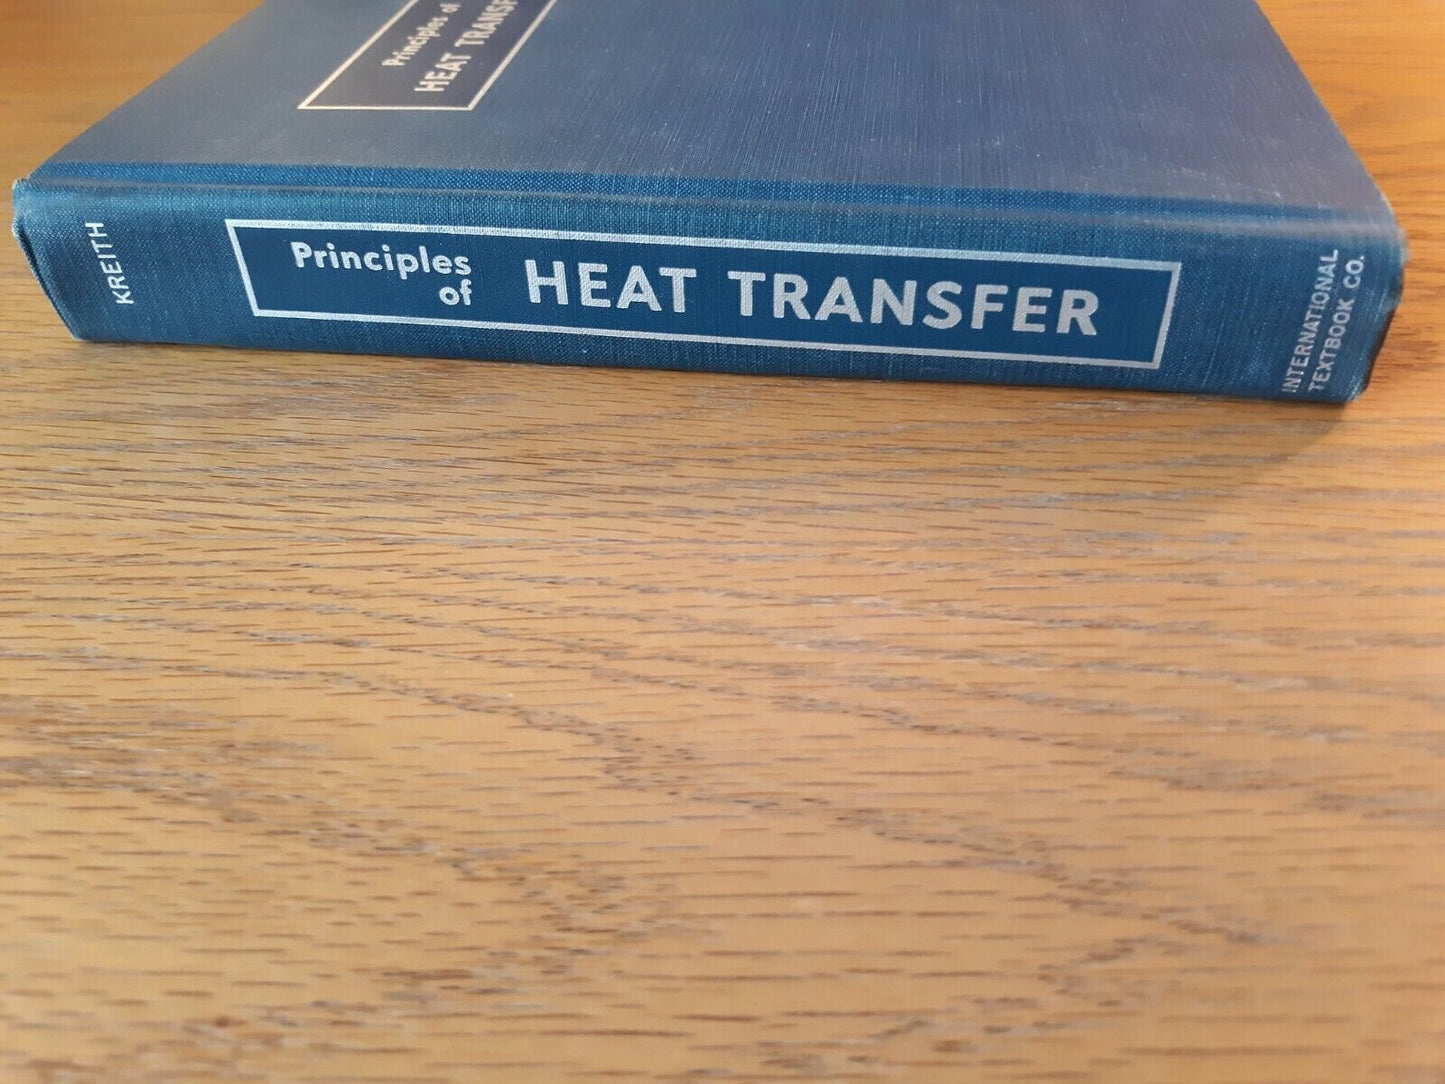 Principles of
HEAT TRANSF
KREITH
Principles
of
HEAT TRANSFER
INTERNATIONAL
TEXTBOOK CO.